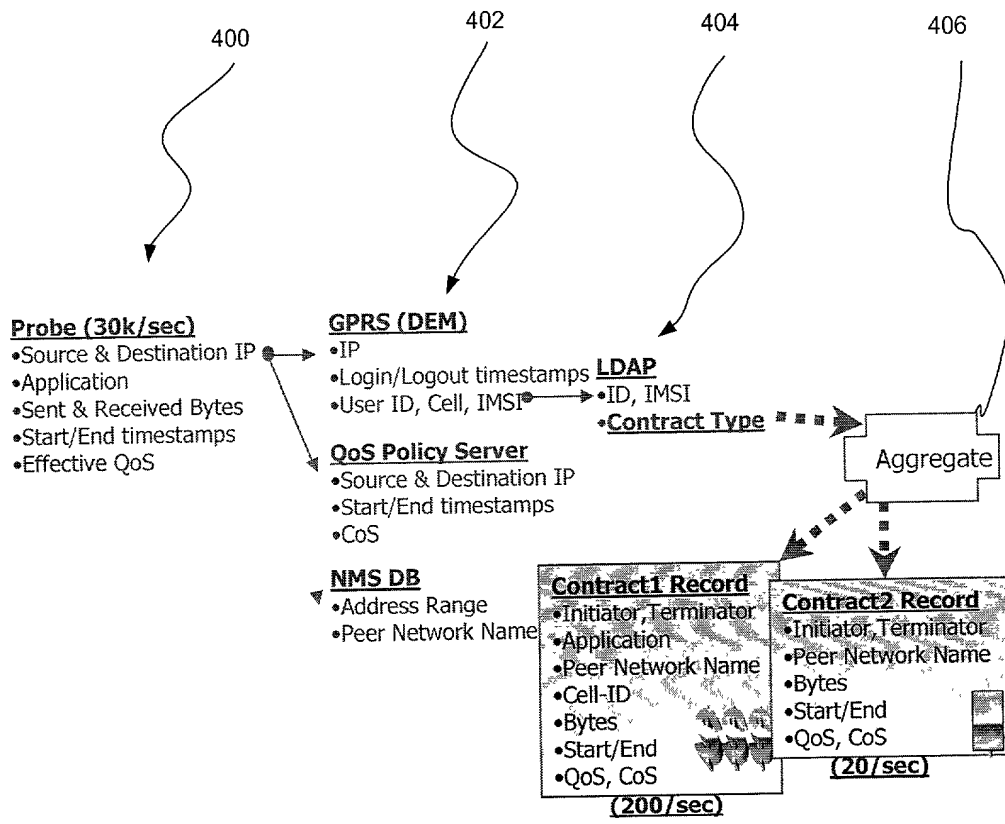 400
402
404
406
Probe (30k/sec)
•Source & Destination IP
•Application
•Sent & Received Bytes
•Start/End timestamps
•Effective QoS
GPRS (DEM)
•IP
•Login/Logout timestamps
•User ID, Cell, IMSI
QoS Policy Server
•Source & Destination IP
•Start/End timestamps
•CoS
NMS DB
•Address Range
•Peer Network Name
LDAP
•ID, IMSI
•Contract Type
Aggregate
Contract1 Record
•Initiator,Terminator
•Application
•Peer Network Name
•Cell-ID
•Bytes
•Start/End
•QoS, CoS
(200/sec)
Contract2 Record
•Initiator,Terminator
•Peer Network Name
•Bytes
•Start/End
•QoS, CoS
(20/sec)